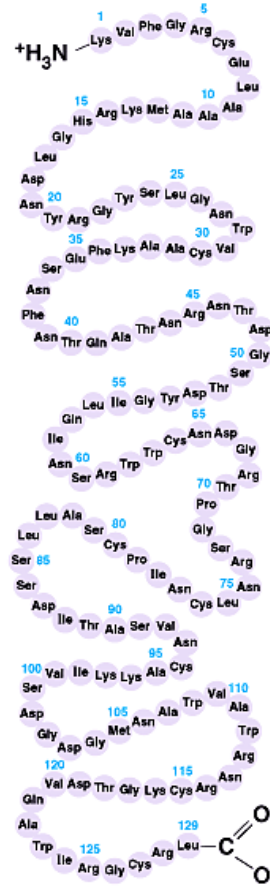 1 5
+H3N Lys Val Phe Gly Arg Cys
Glu
Leu
15 10
Ala Ala Ala Met Lys Arg His
Gly
Leu
Asp
Asn
20 25
Tyr Arg Gly Tyr Ser Leu Gly Asn
Trp
35 30
Val Cys Ala Ala Lys Phe Glu
Ser
Asn
Phe
40 45
Asn Thr Gln Ala Thr Asn Arg Asn Thr
Asp
50
Gly
Ser
55
Thr Asp Tyr Gly Ile Leu
Gln
Ile
60 65
Asn Ser Arg Trp Trp Cys Asn Asp
Gly
Arg
70
Thr
Pro
Gly
Ser
Arg
75
Asn
Leu Cys
Asn
Ile
Pro
80
Cys
Ser
Ala Leu
Leu
85
Ser
Ser
Asp
90
Ile Thr Ala Ser Val
Asn
95
Cys Ala Lys Lys Ile Val
100
Ser
Asp
Gly
105 110
Asp Gly Met Asn Ala Trp Val Ala
Trp
Arg
Asn
120 115
Arg Cys Lys Gly Thr Asp Val
Gln
Ala
Trp
125 129
Ile Arg Gly Cys Arg Leu
C
O
O